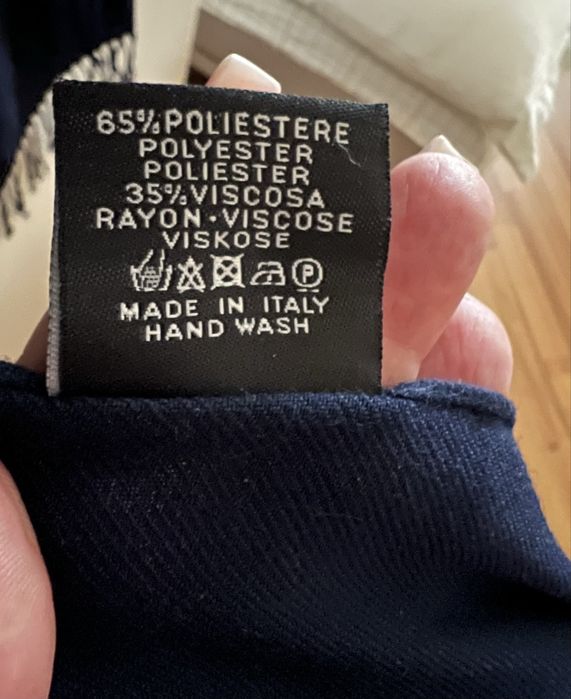 65%POLIESTERE
POLYESTER
POLIESTER
35%VISCOSA
RAYON·VISCOSE
VISKOSE
P
MADE IN ITALY
HAND WASH